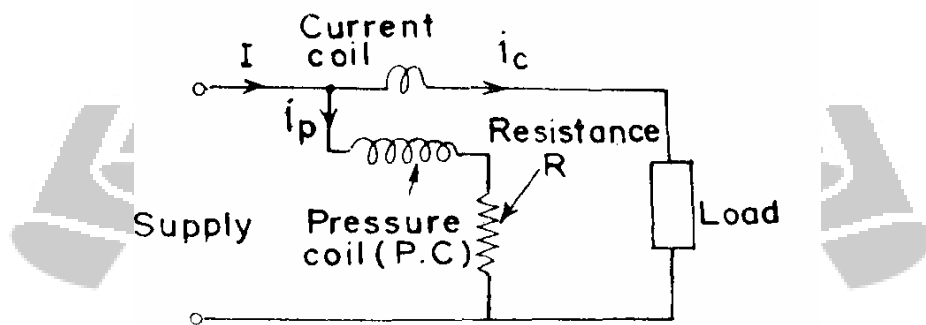 Current
coil
I
ic
ip
Resistance
R
Supply
Pressure
coil (P.C)
Load